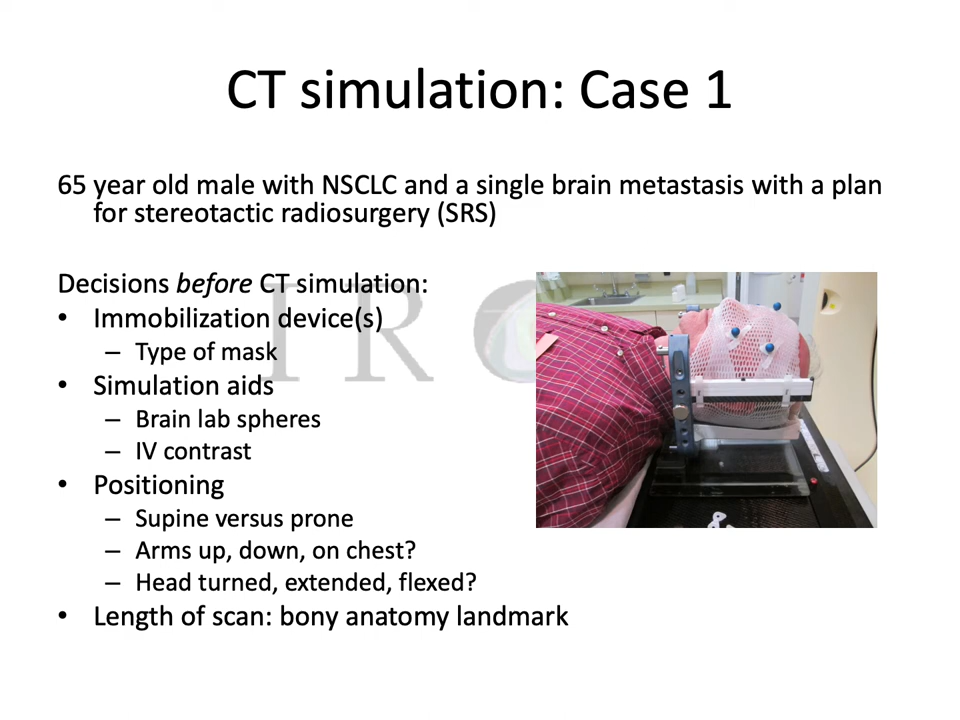 CT simulation: Case 1
65 year old male with NSCLC and a single brain metastasis with a plan
for stereotactic radiosurgery (SRS)
Decisions before CT simulation:
• Immobilization device(s)
– Type of mask
• Simulation aids
– Brain lab spheres
– IV contrast
• Positioning
– Supine versus prone
– Arms up, down, on chest?
– Head turned, extended, flexed?
• Length of scan: bony anatomy landmark